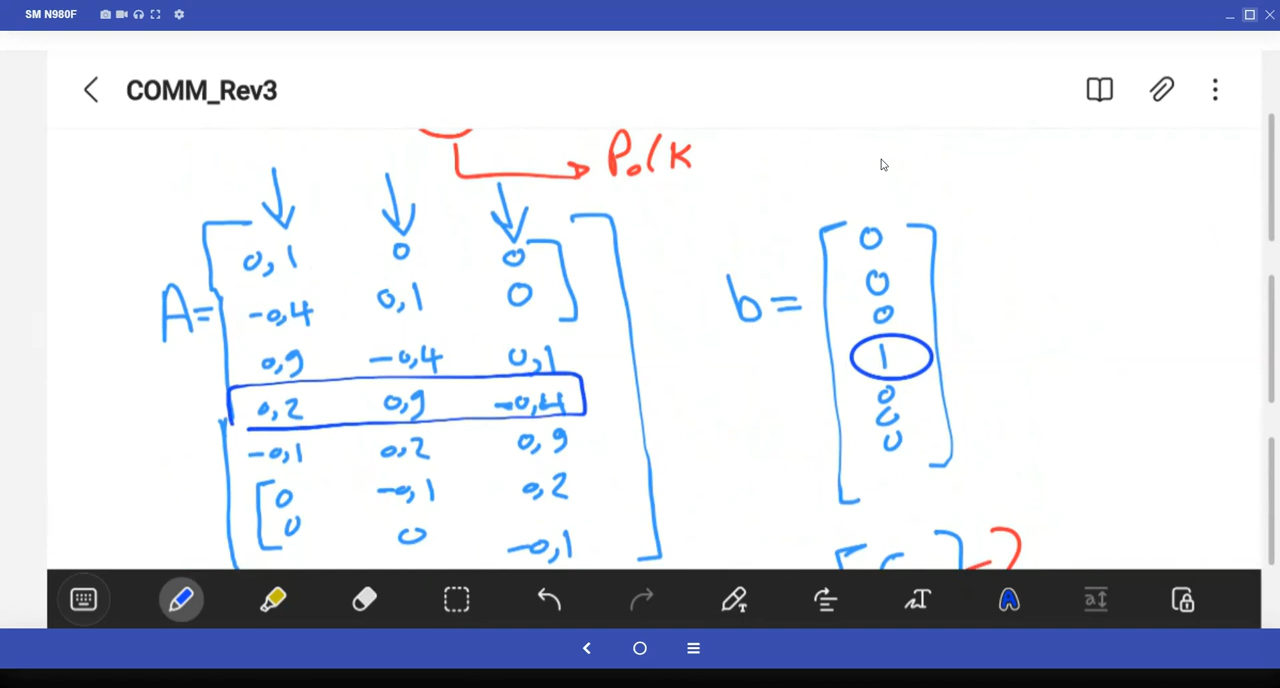 SM N980F
COMM_Rev3
Po(k
A=
0,1 0 0
-0,4 0,1 0
0,9 -0,4 0,1
0,2 0,9 -0,4
-0,1 0,2 0,9
0 -0,1 0,2
0 0 -0,1
b=
0
0
0
1
0
0
0